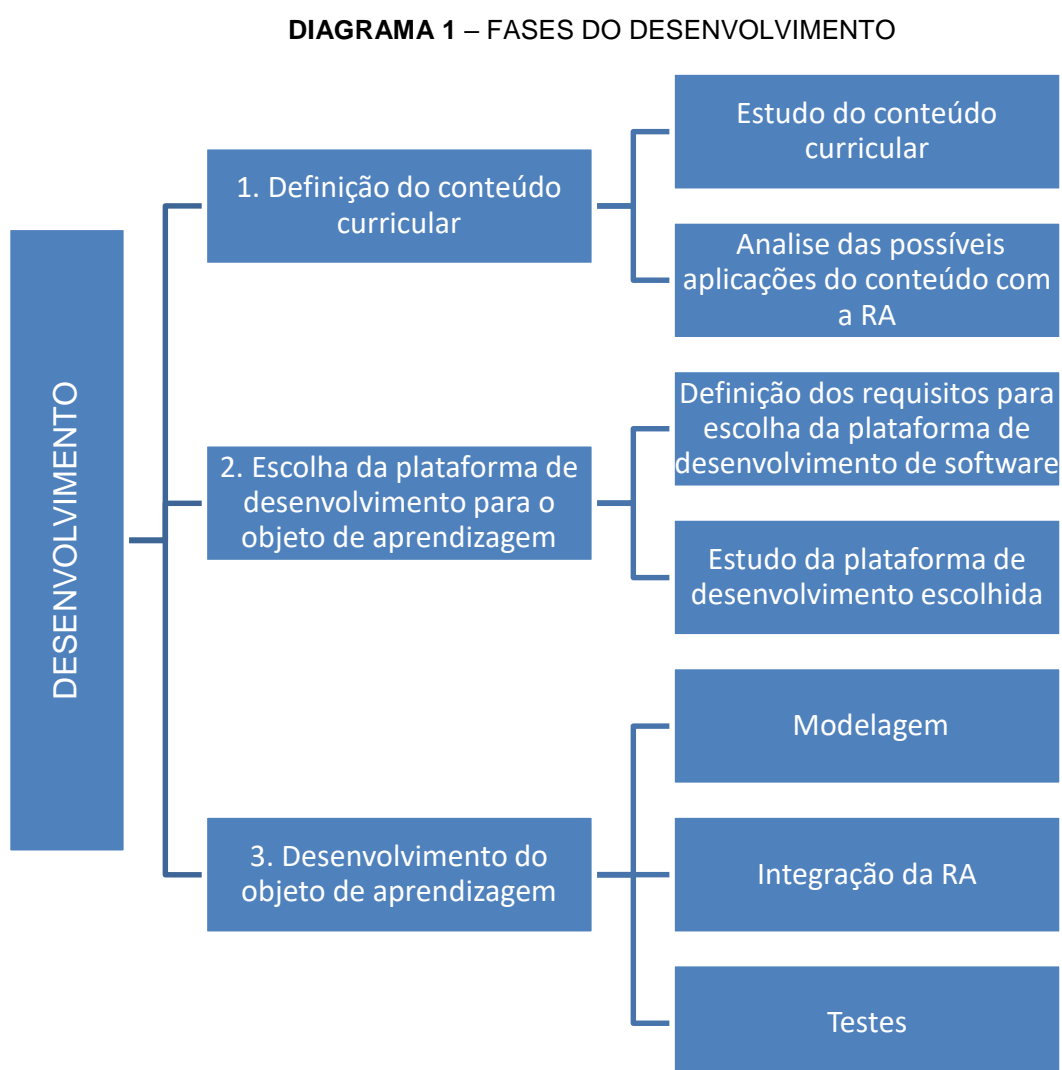 DIAGRAMA 1 – FASES DO DESENVOLVIMENTO
DESENVOLVIMENTO
1. Definição do conteúdo
curricular
Estudo do conteúdo
curricular
Analise das possíveis
aplicações do conteúdo com
a RA
2. Escolha da plataforma de
desenvolvimento para o
objeto de aprendizagem
Definição dos requisitos para
escolha da plataforma de
desenvolvimento de software
Estudo da plataforma de
desenvolvimento escolhida
3. Desenvolvimento do
objeto de aprendizagem
Modelagem
Integração da RA
Testes